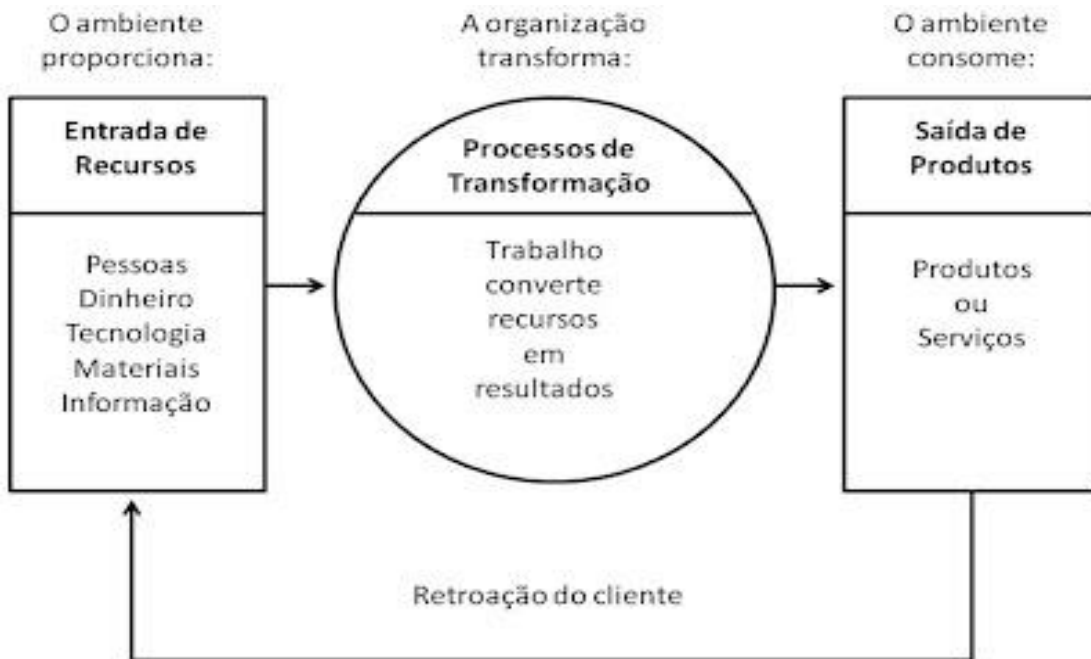 O ambiente
proporciona:
Entrada de
Recursos
Pessoas
Dinheiro
Tecnologia
Materiais
Informação
A organização
transforma:
Processos de
Transformação
Trabalho
converte
recursos
em
resultados
O ambiente
consome:
Saída de
Produtos
Produtos
ou
Serviços
Retroação do cliente